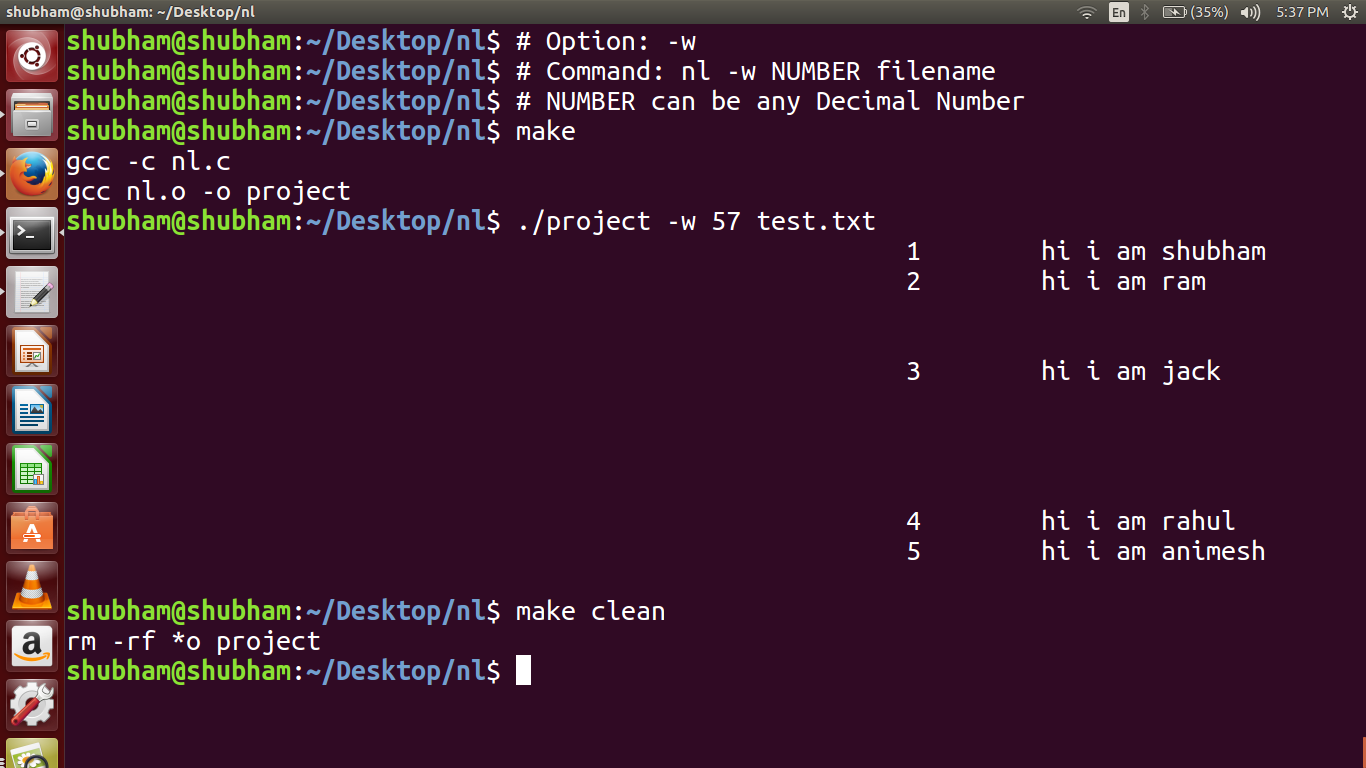 shubham@shubham: ~/Desktop/nl En (35%) 5:37 PM
shubham@shubham:~/Desktop/nl$ # Option: -w
shubham@shubham:~/Desktop/nl$ # Command: nl -w NUMBER filename
shubham@shubham:~/Desktop/nl$ # NUMBER can be any Decimal Number
shubham@shubham:~/Desktop/nl$ make
gcc -c nl.c
gcc nl.o -o project
shubham@shubham:~/Desktop/nl$ ./project -w 57 test.txt
1 hi i am shubham
2 hi i am ram
3 hi i am jack
4 hi i am rahul
5 hi i am animesh
shubham@shubham:~/Desktop/nl$ make clean
rm -rf *o project
shubham@shubham:~/Desktop/nl$